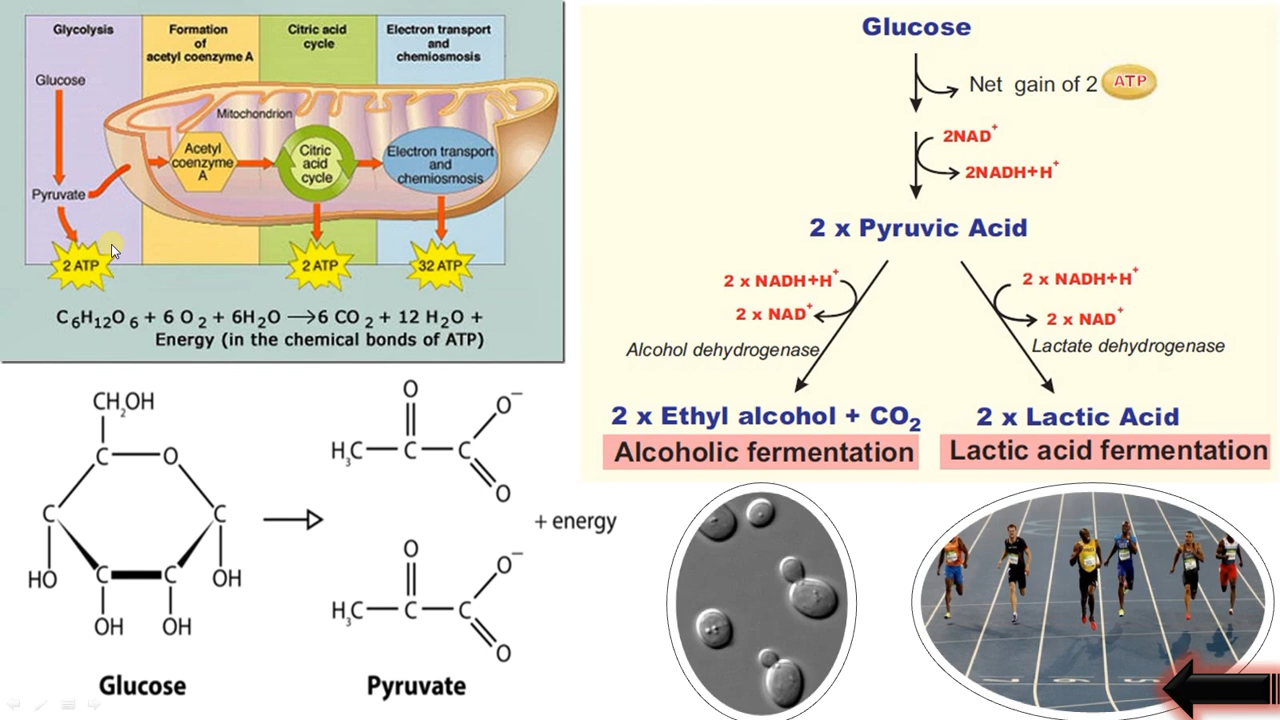 Glycolysis
Formation
of
acetyl coenzyme A
Citric acid
cycle
Electron transport
and
chemiosmosis
Glucose
Mitochondrion
Acetyl
coenzyme
A
Citric
acid
cycle
Electron transport
and
chemiosmosis
Pyruvate
2 ATP
2 ATP
32 ATP
C6H12O6 + 6 O2 + 6H2O ⟶6 CO2 + 12 H2O +
Energy (in the chemical bonds of ATP)
Glucose
Net gain of 2 ATP
2NAD+
2NADH+H+
2 x Pyruvic Acid
2 x NADH+H+
2 x NAD+
Alcohol dehydrogenase
2 x NADH+H+
2 x NAD+
Lactate dehydrogenase
2 x Ethyl alcohol + CO2
Alcoholic fermentation
2 x Lactic Acid
Lactic acid fermentation
CH2OH
C
O
C
C
HO
C
C
OH
OH
OH
Glucose
O
O−
H3C
C
C
O
+ energy
O
O−
H3C
C
C
O
Pyruvate